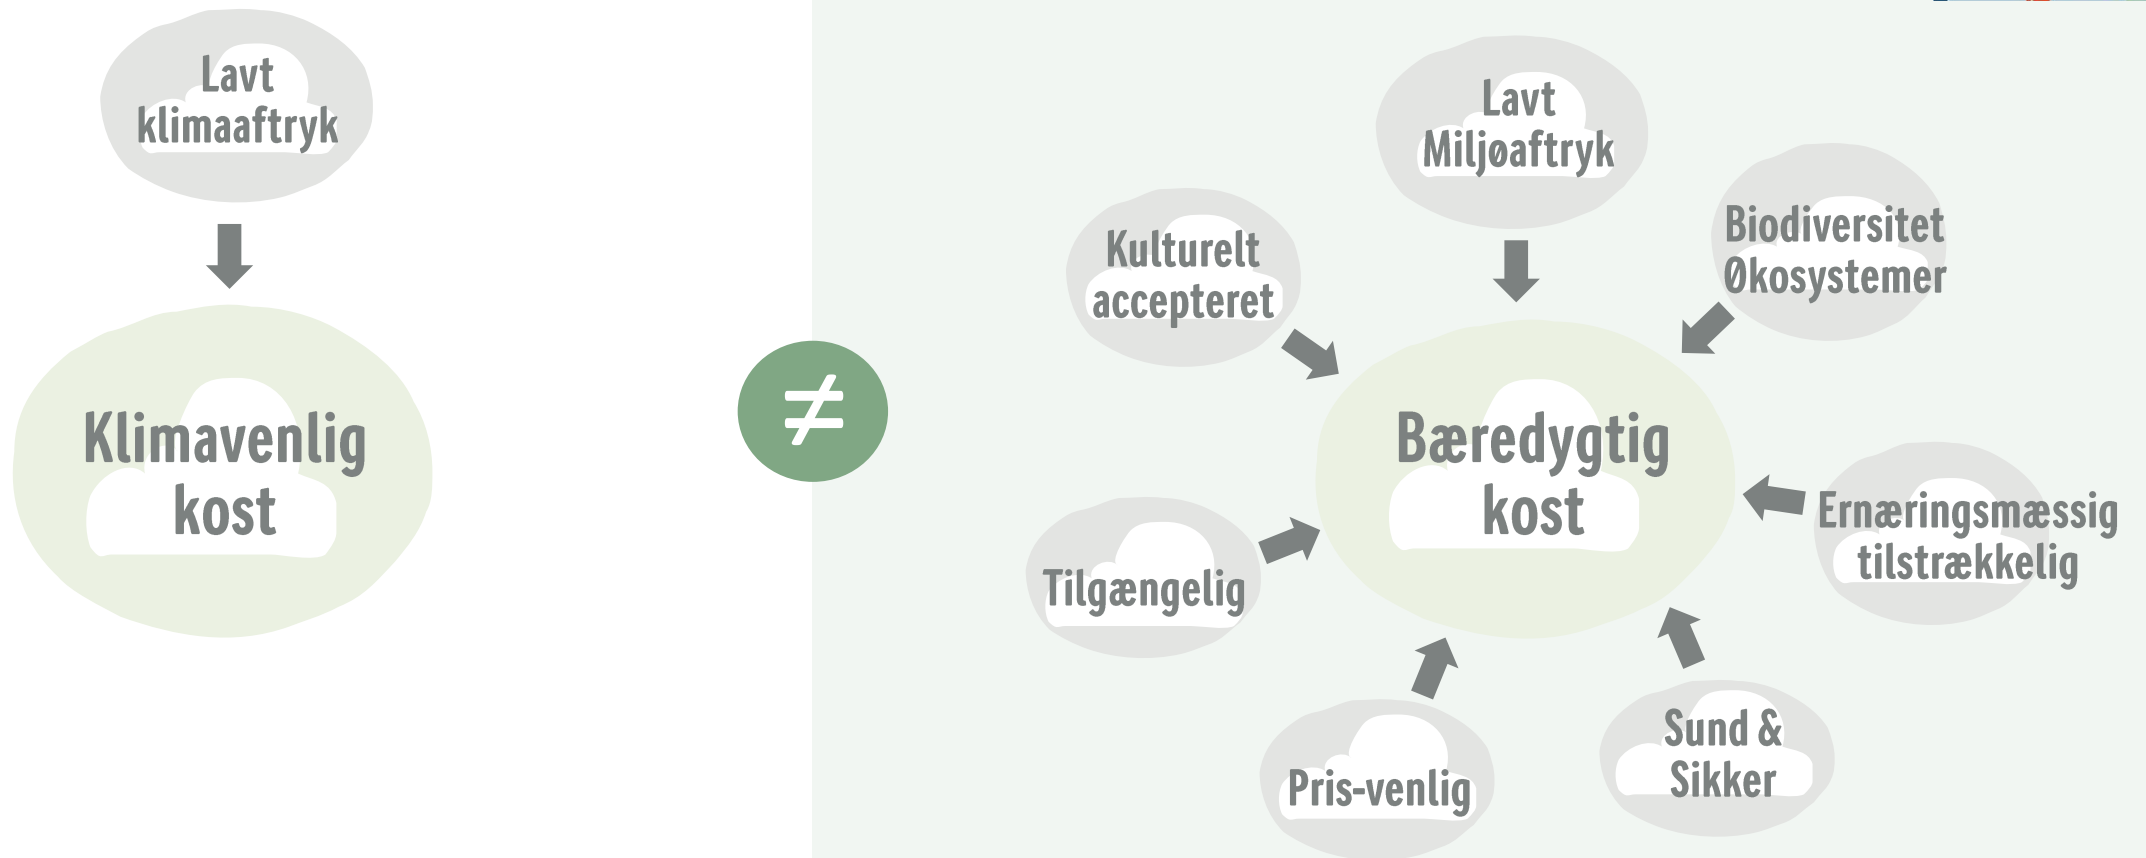 Lavt
klimaaftryk
Klimavenlig
kost
≠
Lavt
Miljøaftryk
Biodiversitet
Økosystemer
Kulturelt
accepteret
Bæredygtig
kost
Ernæringsmæssig
tilstrækkelig
Tilgængelig
Sund &
Sikker
Pris-venlig